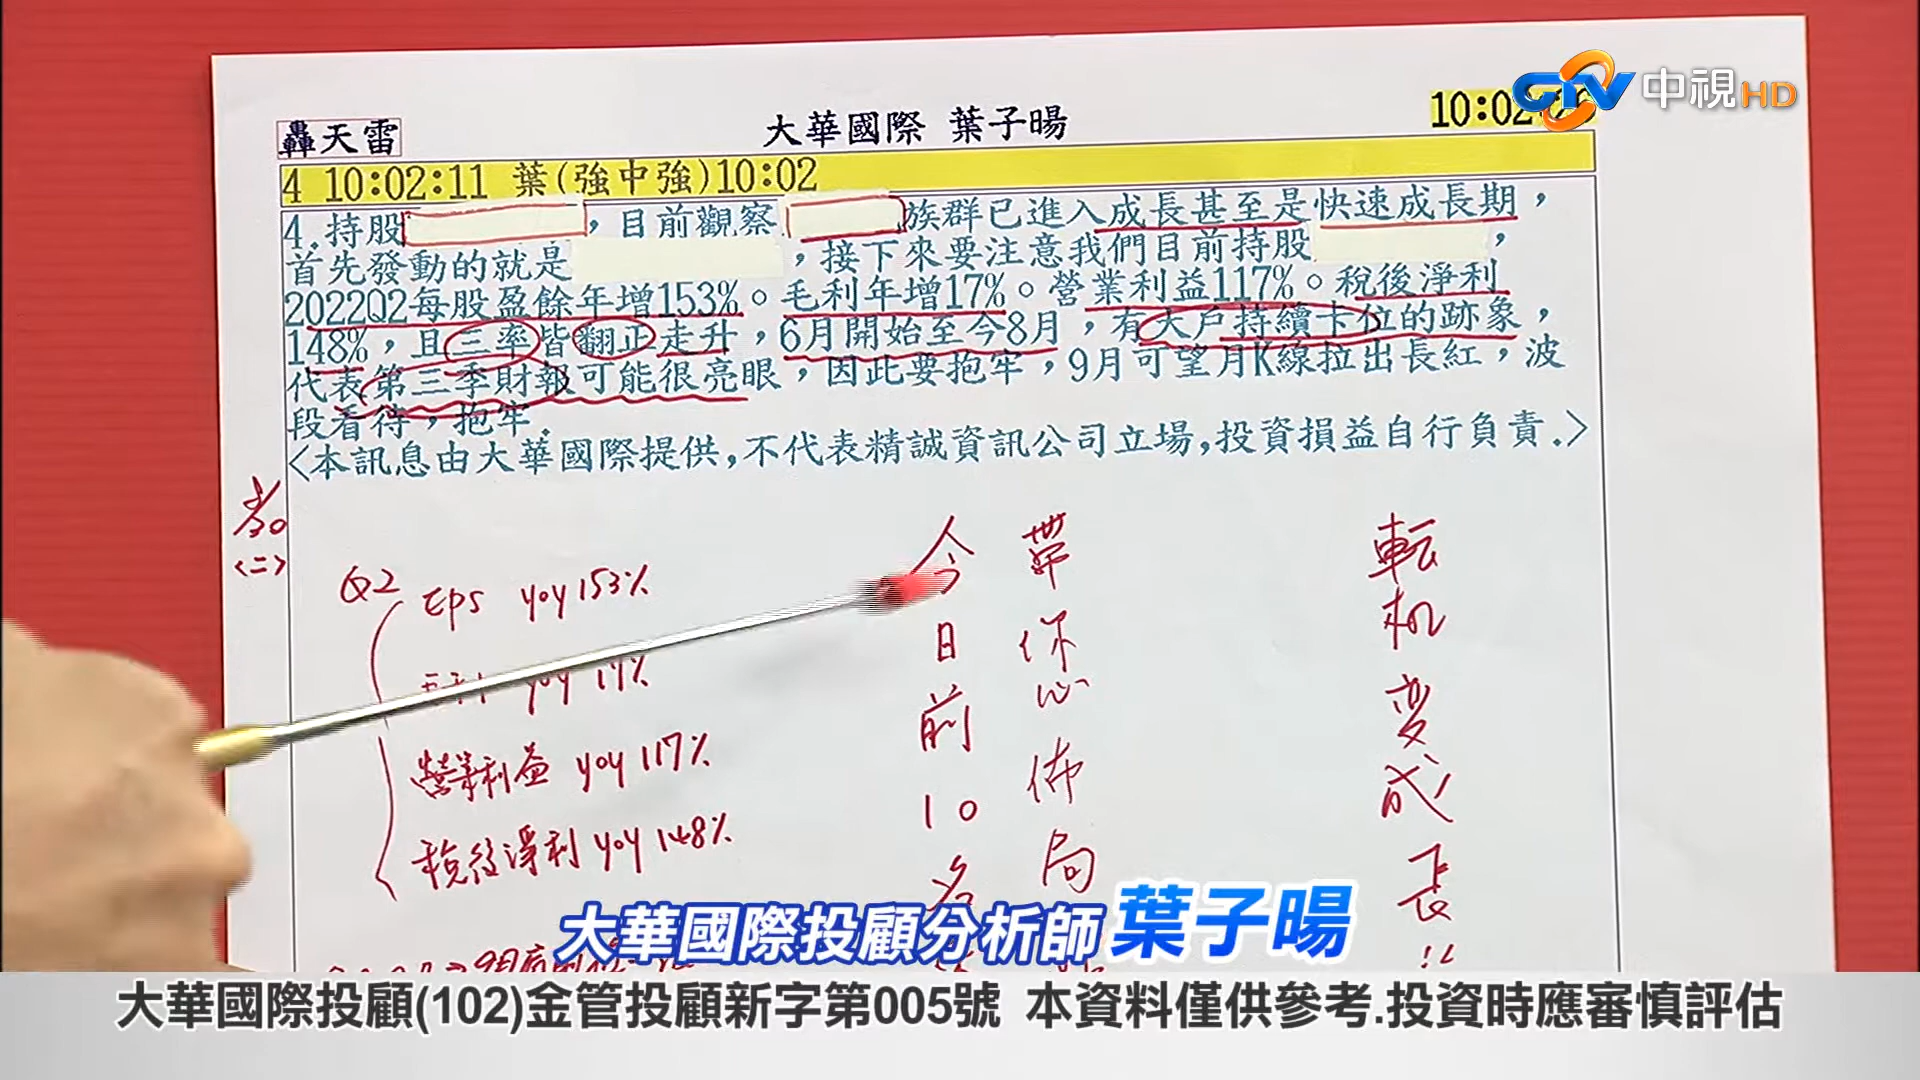 中視HD
轟天雷
大華國際 葉子暘
4 10:02:11 葉(強中強)10:02
4.持股 ,目前觀察 族群已進入成長甚至是快速成長期,
首先發動的就是 ,接下來要注意我們目前持股 ,
2022Q2每股盈餘年增153%。毛利年增17%。營業利益117%。稅後淨利
148%,且三率皆翻正走升,6月開始至今8月,有大戶持續卡位的跡象,
代表第三季財報可能很亮眼,因此要抱牢,9月可望月K線拉出長紅,波
段看待,抱牢.
<本訊息由大華國際提供,不代表精誠資訊公司立場,投資損益自行負責.>
<二>
Q2
EPS yoy 153%
yoy 17%
營業利益 yoy 117%
稅後淨利 yoy 148%
今日前10名
帶你心佈局
転机变成長!!
大華國際投顧分析師 葉子暘
大華國際投顧(102)金管投顧新字第005號 本資料僅供參考.投資時應審慎評估